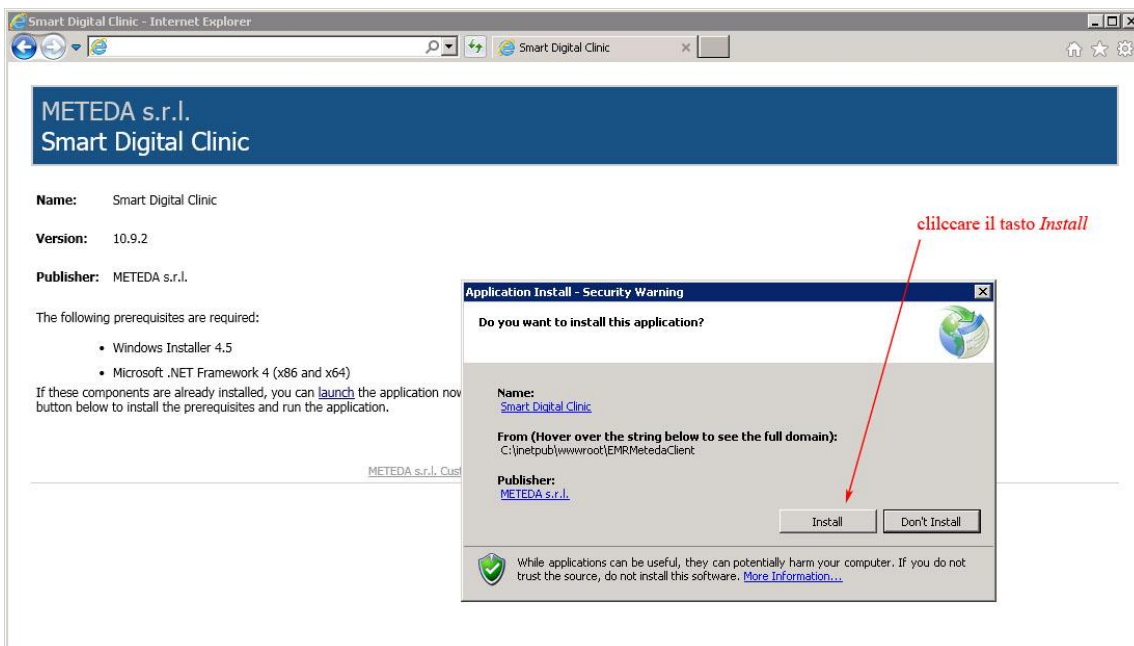 Smart Digital Clinic - Internet Explorer
Smart Digital Clinic
METEDA s.r.l.
Smart Digital Clinic
Name: Smart Digital Clinic
Version: 10.9.2
Publisher: METEDA s.r.l.
The following prerequisites are required:
• Windows Installer 4.5
• Microsoft .NET Framework 4 (x86 and x64)
If these components are already installed, you can launch the application now
button below to install the prerequisites and run the application.
METEDA s.r.l. Cust
clilccare il tasto Install
Application Install - Security Warning
Do you want to install this application?
Name:
Smart Digital Clinic
From (Hover over the string below to see the full domain):
C:\inetpub\wwwroot\EMRMetedaClient
Publisher:
METEDA s.r.l.
Install Don't Install
While applications can be useful, they can potentially harm your computer. If you do not
trust the source, do not install this software. More Information...